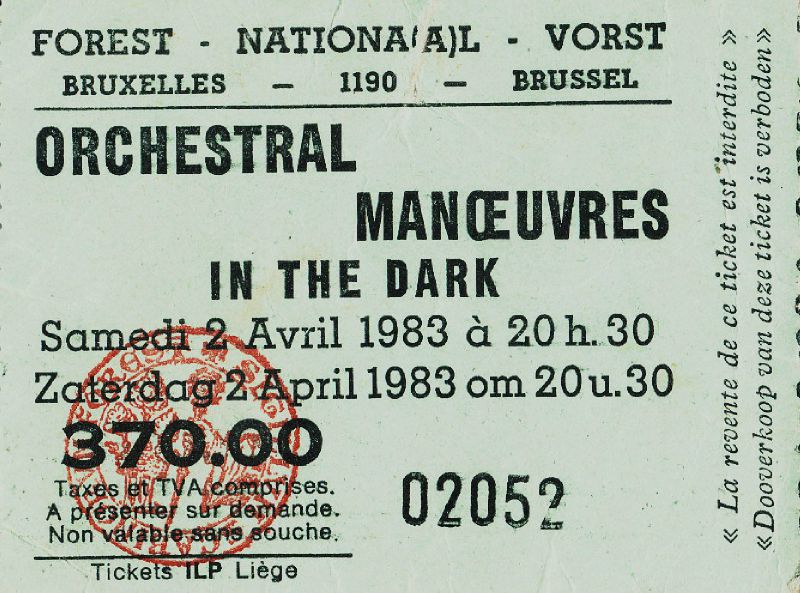 FOREST - NATIONA(A)L - VORST
BRUXELLES — 1190 — BRUSSEL
ORCHESTRAL
MANŒUVRES
IN THE DARK
Samedi 2 Avril 1983 à 20 h. 30
Zaterdag 2 April 1983 om 20 u. 30
370.00
Taxes et TVA comprises.
A présenter sur demande.
Non valable sans souche.
Tickets ILP Liège
02052
« La revente de ce ticket est interdite »
«Dooverkoop van deze ticket is verboden»